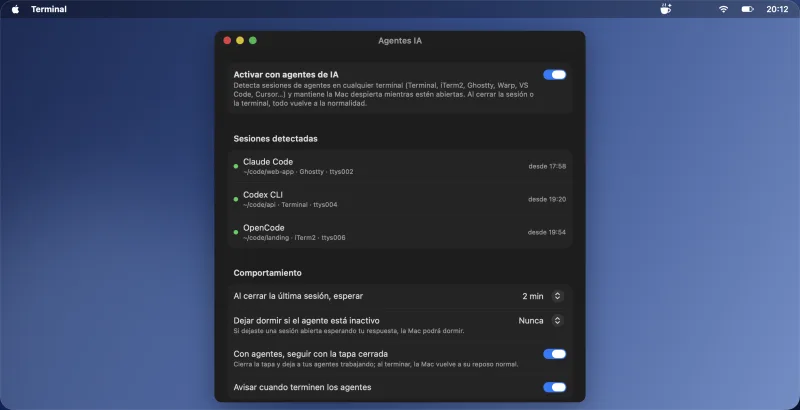 Terminal
20:12
Agentes IA
Activar con agentes de IA
Detecta sesiones de agentes en cualquier terminal (Terminal, iTerm2, Ghostty, Warp, VS
Code, Cursor...) y mantiene la Mac despierta mientras estén abiertas. Al cerrar la sesión o
la terminal, todo vuelve a la normalidad.
Sesiones detectadas
Claude Code
~/code/web-app · Ghostty · ttys002
desde 17:58
Codex CLI
~/code/api · Terminal · ttys004
desde 19:20
OpenCode
~/code/landing · iTerm2 · ttys006
desde 19:54
Comportamiento
Al cerrar la última sesión, esperar
2 min
Dejar dormir si el agente está inactivo
Nunca
Si dejaste una sesión abierta esperando tu respuesta, la Mac podrá dormir.
Con agentes, seguir con la tapa cerrada
Cierra la tapa y deja a tus agentes trabajando; al terminar, la Mac vuelve a su reposo normal.
Avisar cuando terminen los agentes